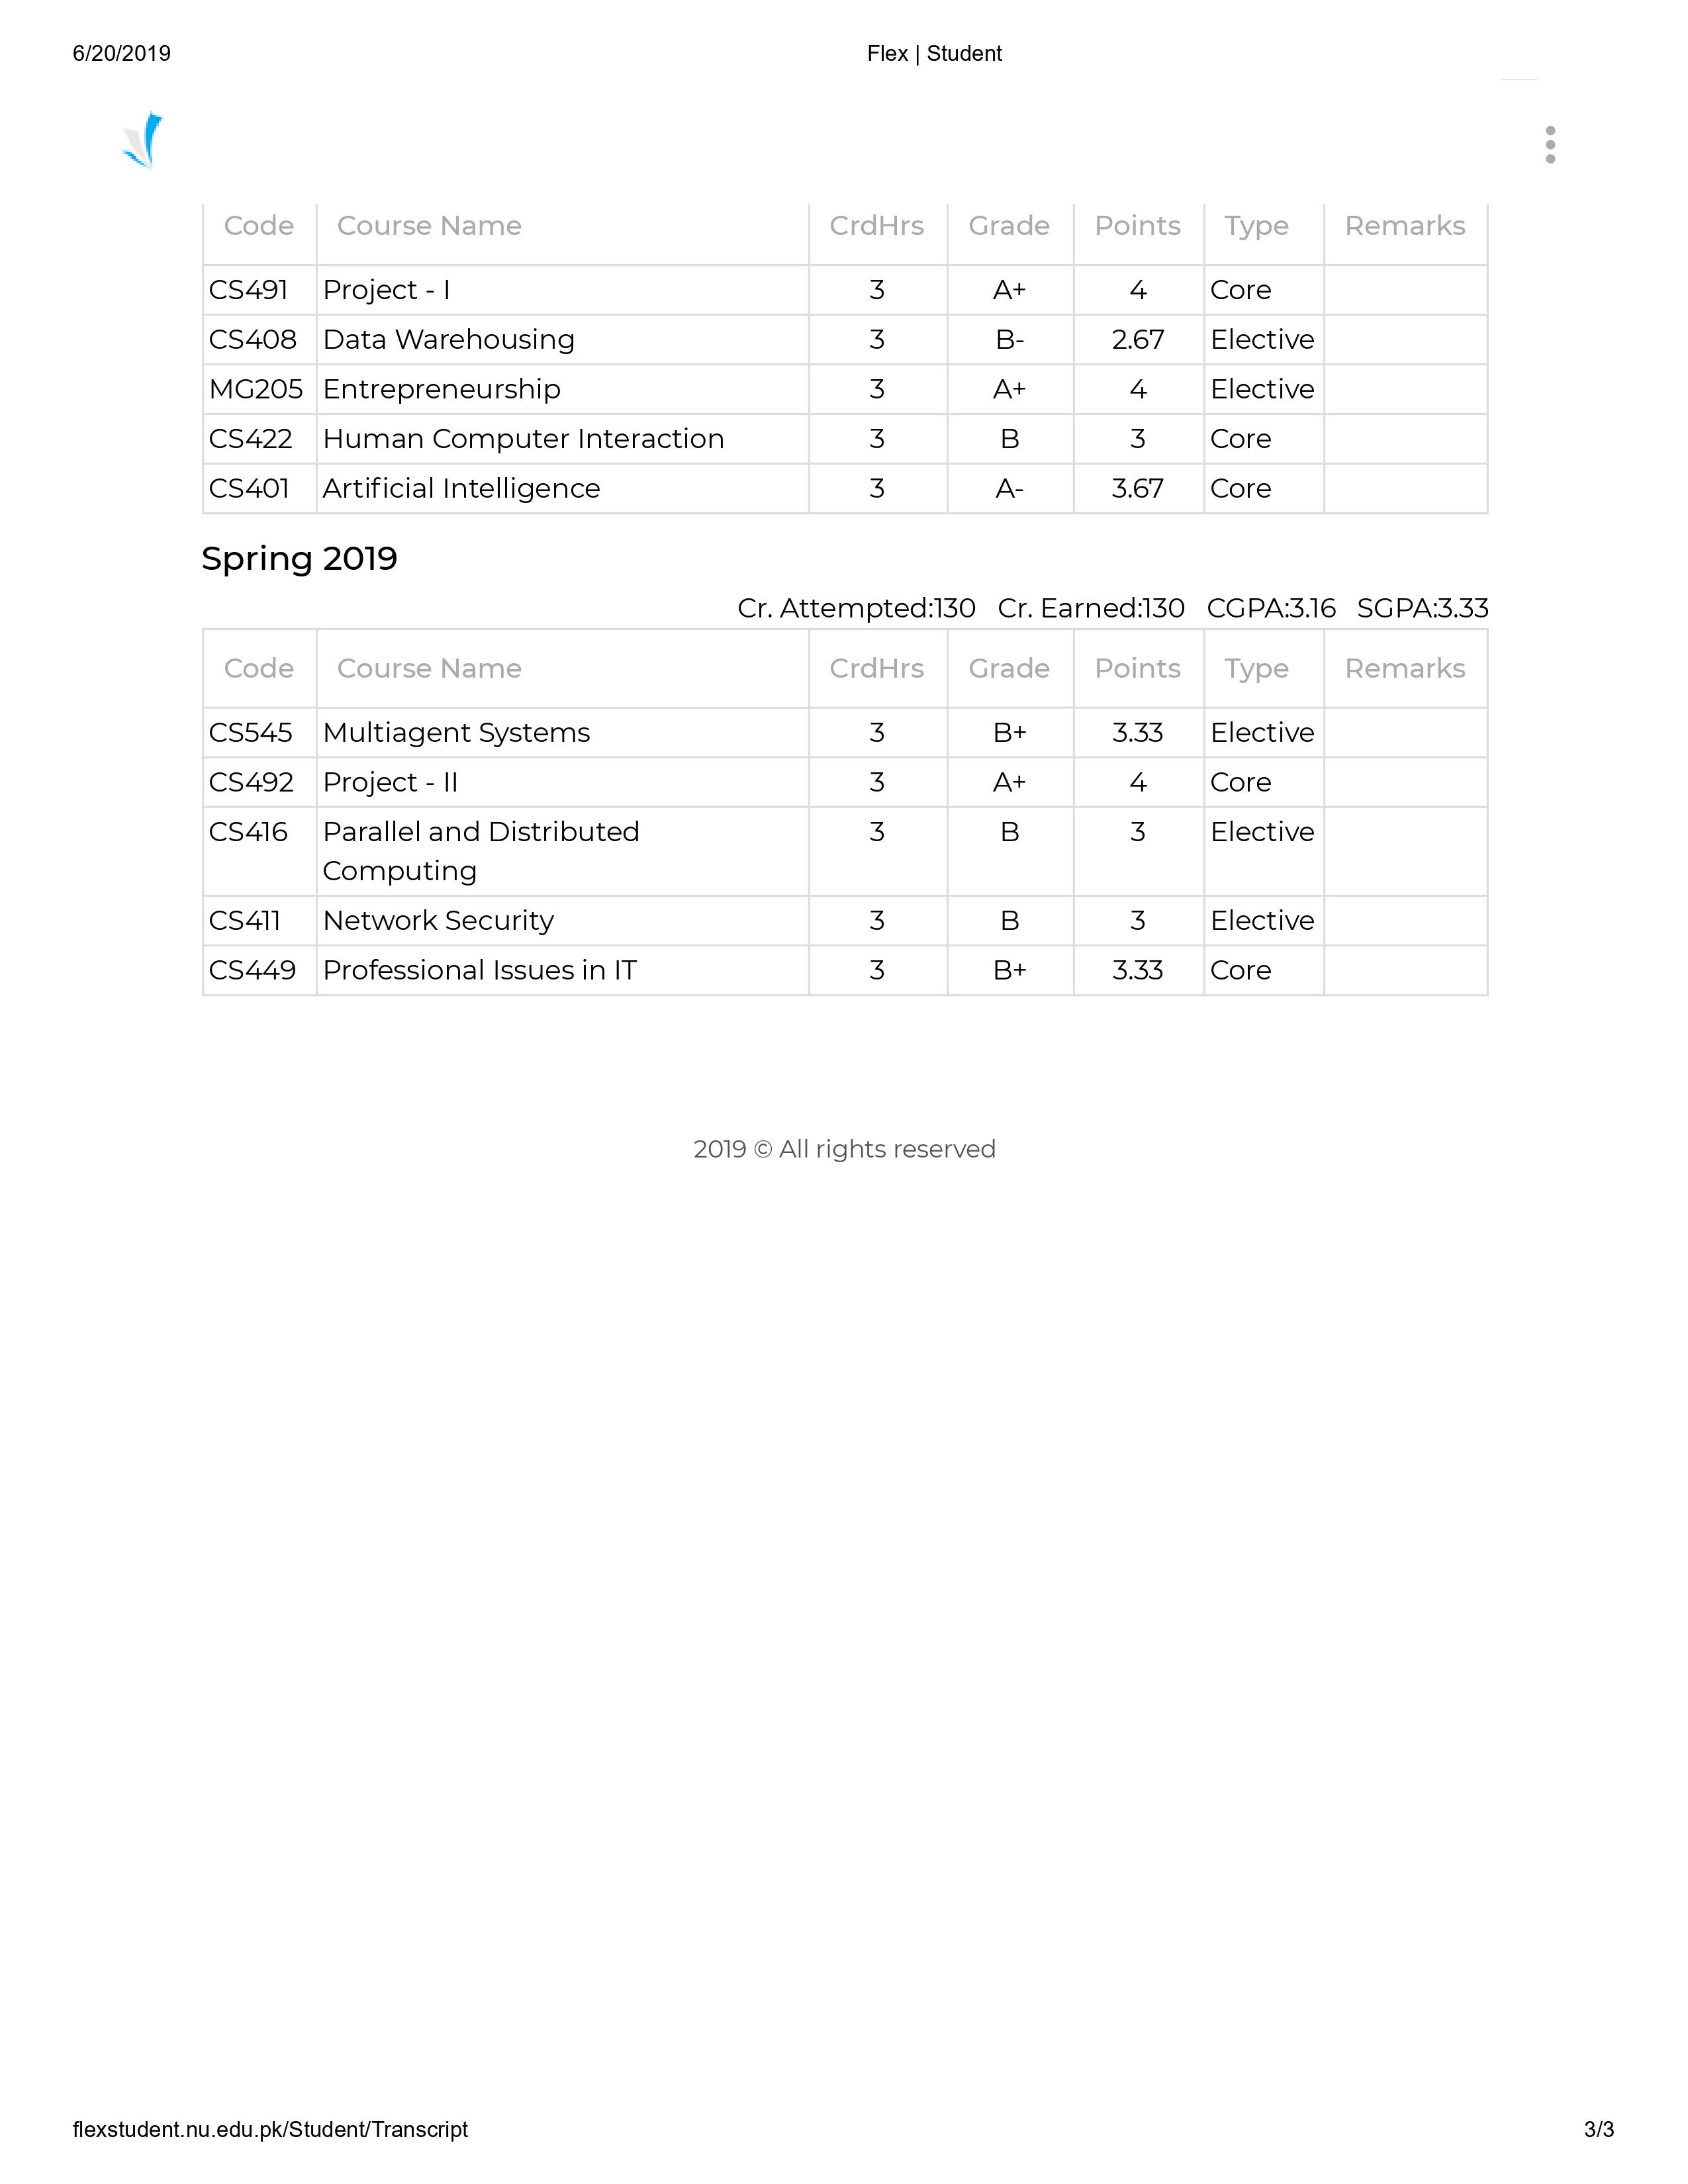 6/20/2019 Flex | Student
Code Course Name CrdHrs Grade Points Type Remarks
CS491 Project - I 3 A+ 4 Core
CS408 Data Warehousing 3 B- 2.67 Elective
MG205 Entrepreneurship 3 A+ 4 Elective
CS422 Human Computer Interaction 3 B 3 Core
CS401 Artificial Intelligence 3 A- 3.67 Core
Spring 2019
Cr. Attempted:130 Cr. Earned:130 CGPA:3.16 SGPA:3.33
Code Course Name CrdHrs Grade Points Type Remarks
CS545 Multiagent Systems 3 B+ 3.33 Elective
CS492 Project - II 3 A+ 4 Core
CS416 Parallel and Distributed 3 B 3 Elective
Computing
CS411 Network Security 3 B 3 Elective
CS449 Professional Issues in IT 3 B+ 3.33 Core
2019 © All rights reserved
flexstudent.nu.edu.pk/Student/Transcript 3/3